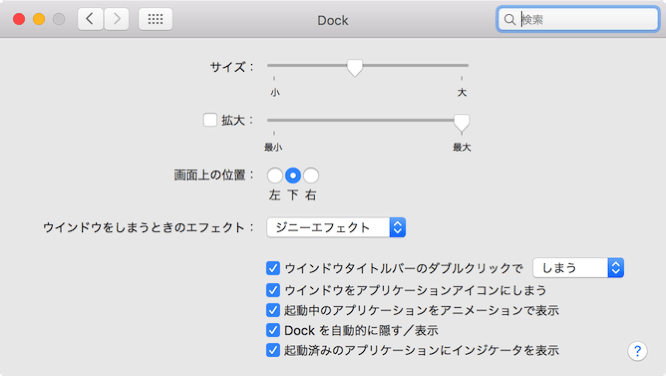 Dock
検索
サイズ：
小 大
拡大：
最小 最大
画面上の位置：
左 下 右
ウインドウをしまうときのエフェクト： ジニーエフェクト
ウインドウタイトルバーのダブルクリックで しまう
ウインドウをアプリケーションアイコンにしまう
起動中のアプリケーションをアニメーションで表示
Dock を自動的に隠す／表示
起動済みのアプリケーションにインジケータを表示
?